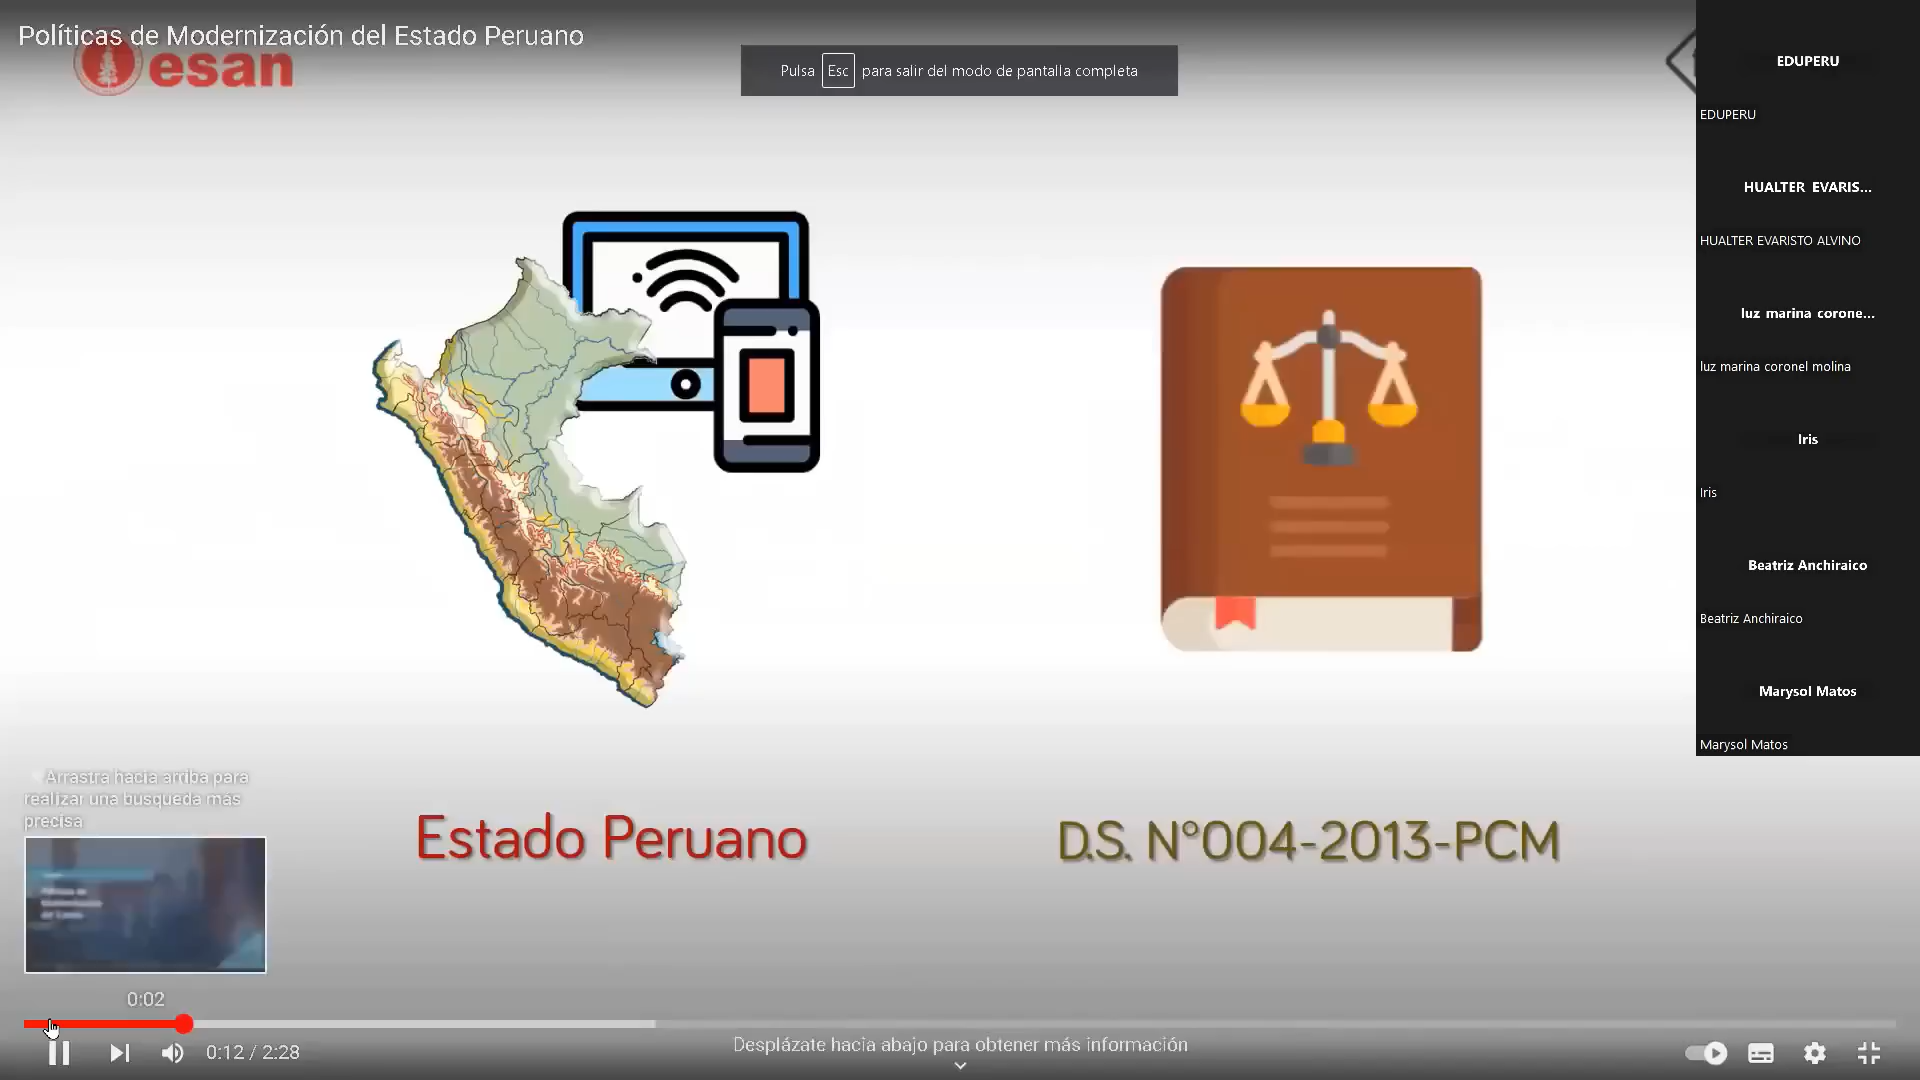 Políticas de Modernización del Estado Peruano
esan
Pulsa Esc para salir del modo de pantalla completa
EDUPERU
EDUPERU
HUALTER EVARIS...
HUALTER EVARISTO ALVINO
luz marina corone...
luz marina coronel molina
Iris
Iris
Beatriz Anchiraico
Beatriz Anchiraico
Marysol Matos
Marysol Matos
Arrastra hacia arriba para
realizar una búsqueda más
precisa
Estado Peruano
D.S. N°004-2013-PCM
0:02
0:12 / 2:28
Desplázate hacia abajo para obtener más información